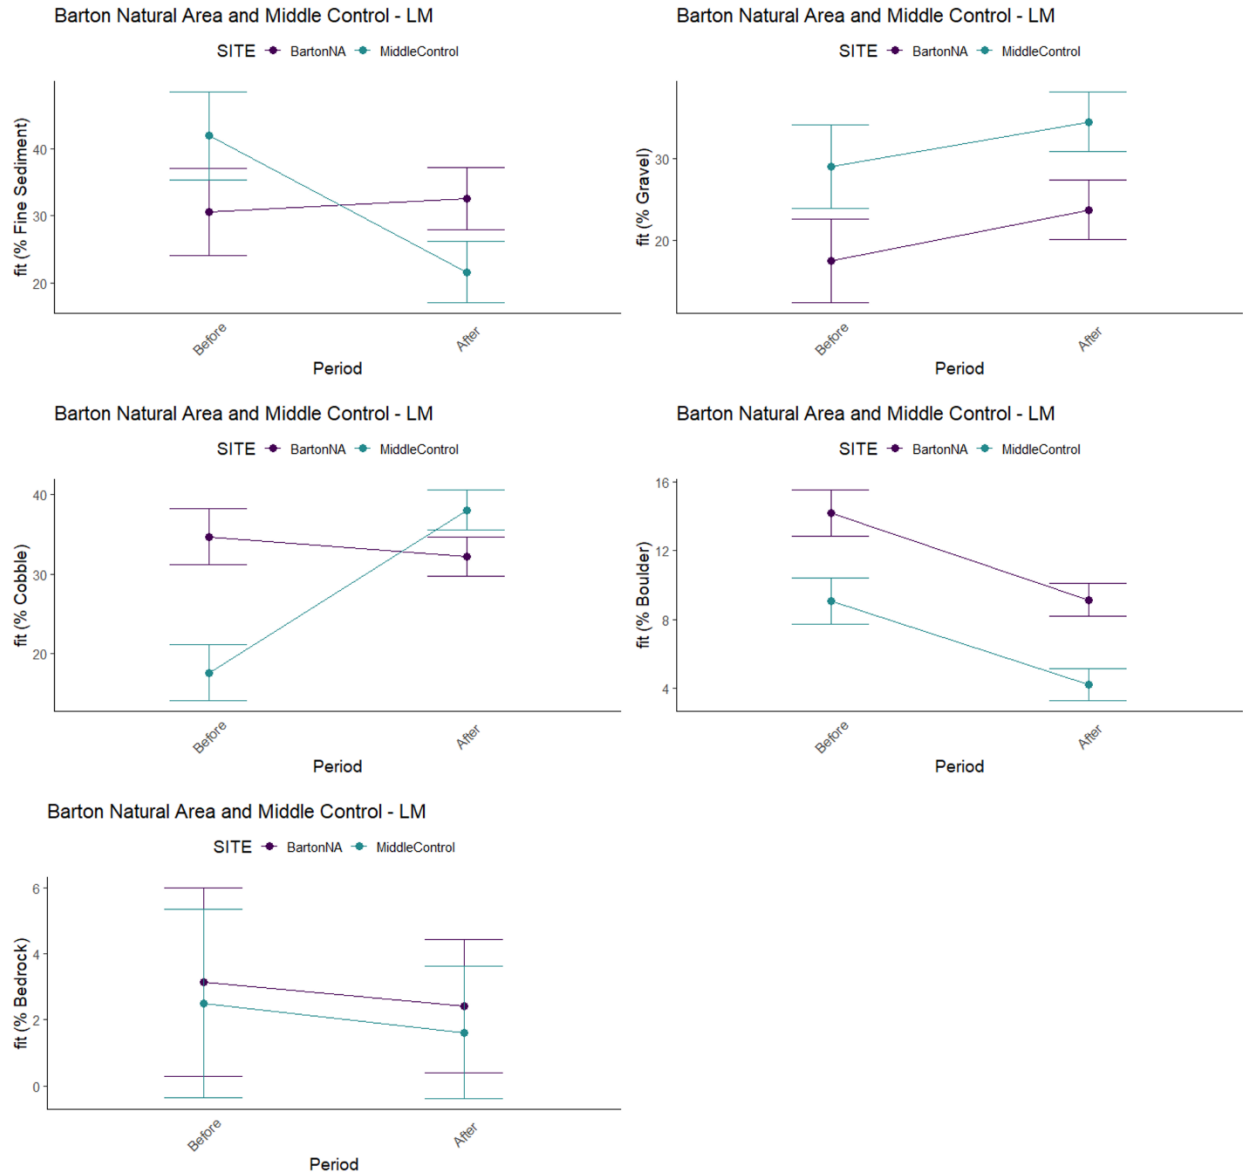 Barton Natural Area and Middle Control - LM
SITE BartonNA MiddleControl
fit (% Fine Sediment)
40
30
20
Before
After
Period
Barton Natural Area and Middle Control - LM
SITE BartonNA MiddleControl
fit (% Gravel)
30
20
Before
After
Period
Barton Natural Area and Middle Control - LM
SITE BartonNA MiddleControl
fit (% Cobble)
40
30
20
Before
After
Period
Barton Natural Area and Middle Control - LM
SITE BartonNA MiddleControl
fit (% Boulder)
16
12
8
4
Before
After
Period
Barton Natural Area and Middle Control - LM
SITE BartonNA MiddleControl
fit (% Bedrock)
6
4
2
0
Before
After
Period